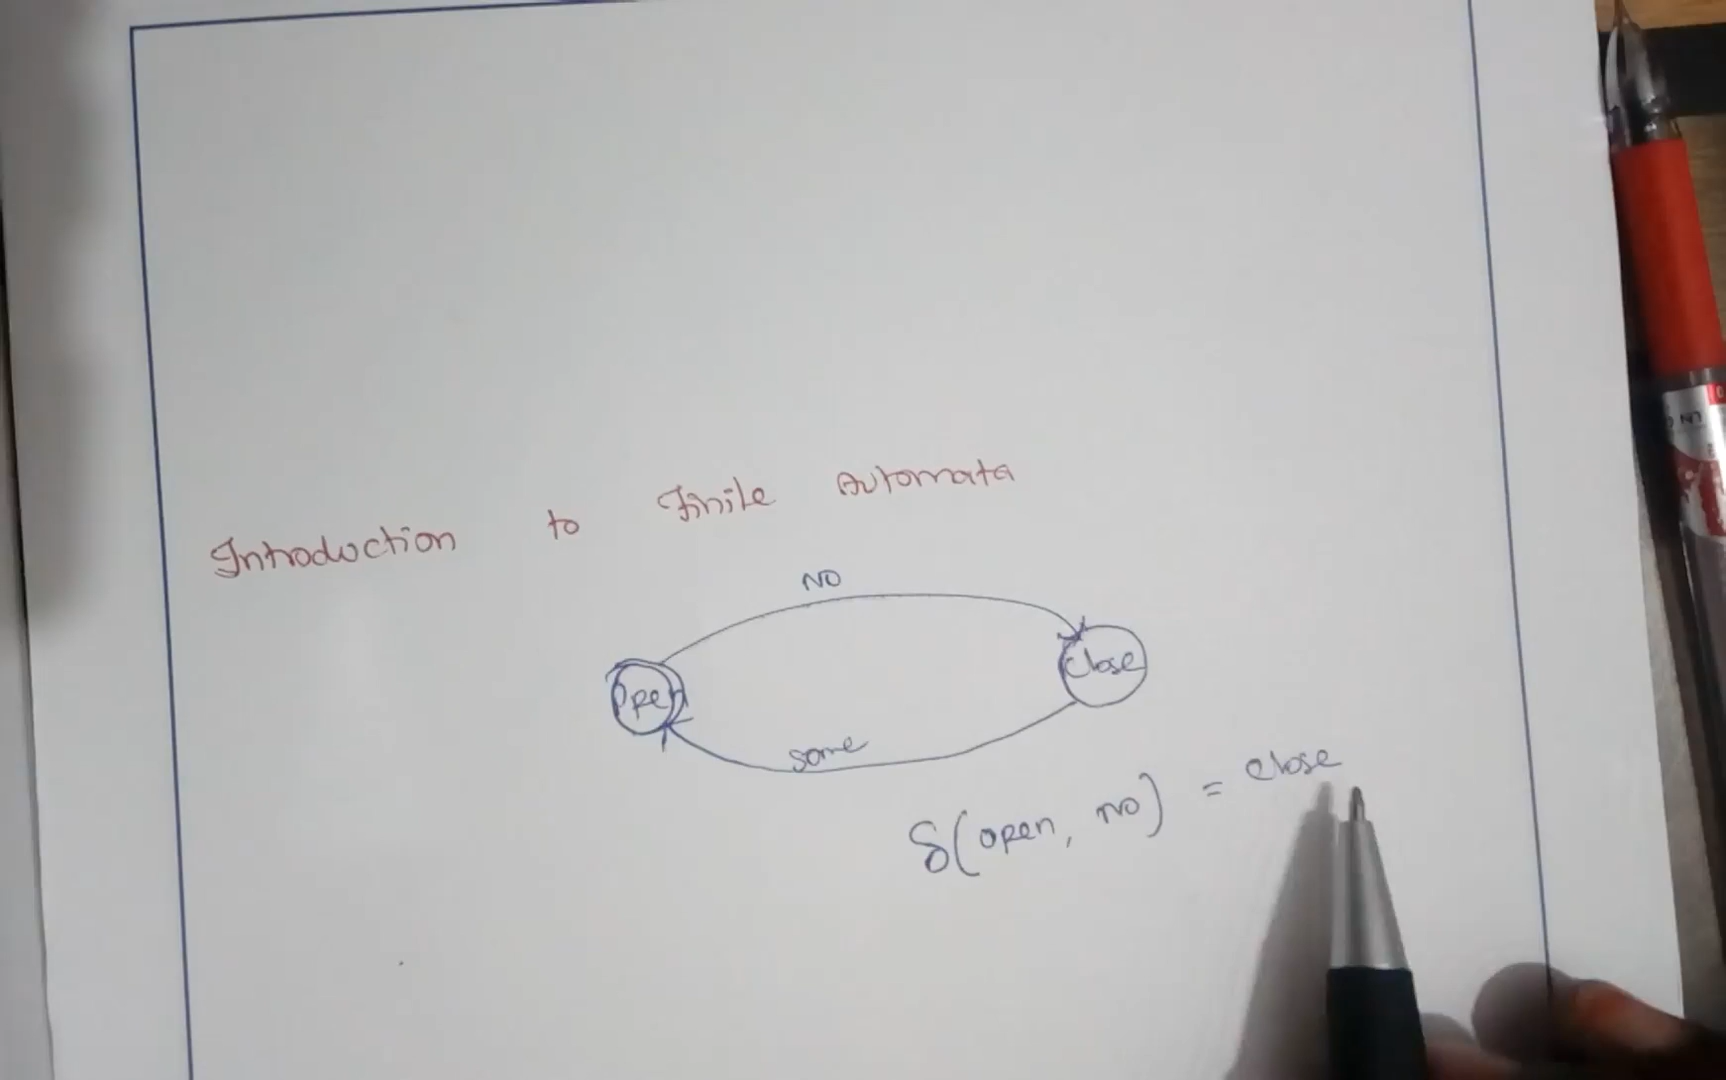 Introduction to Finite Automata
NO
Open
Close
some
δ(open, no) = close